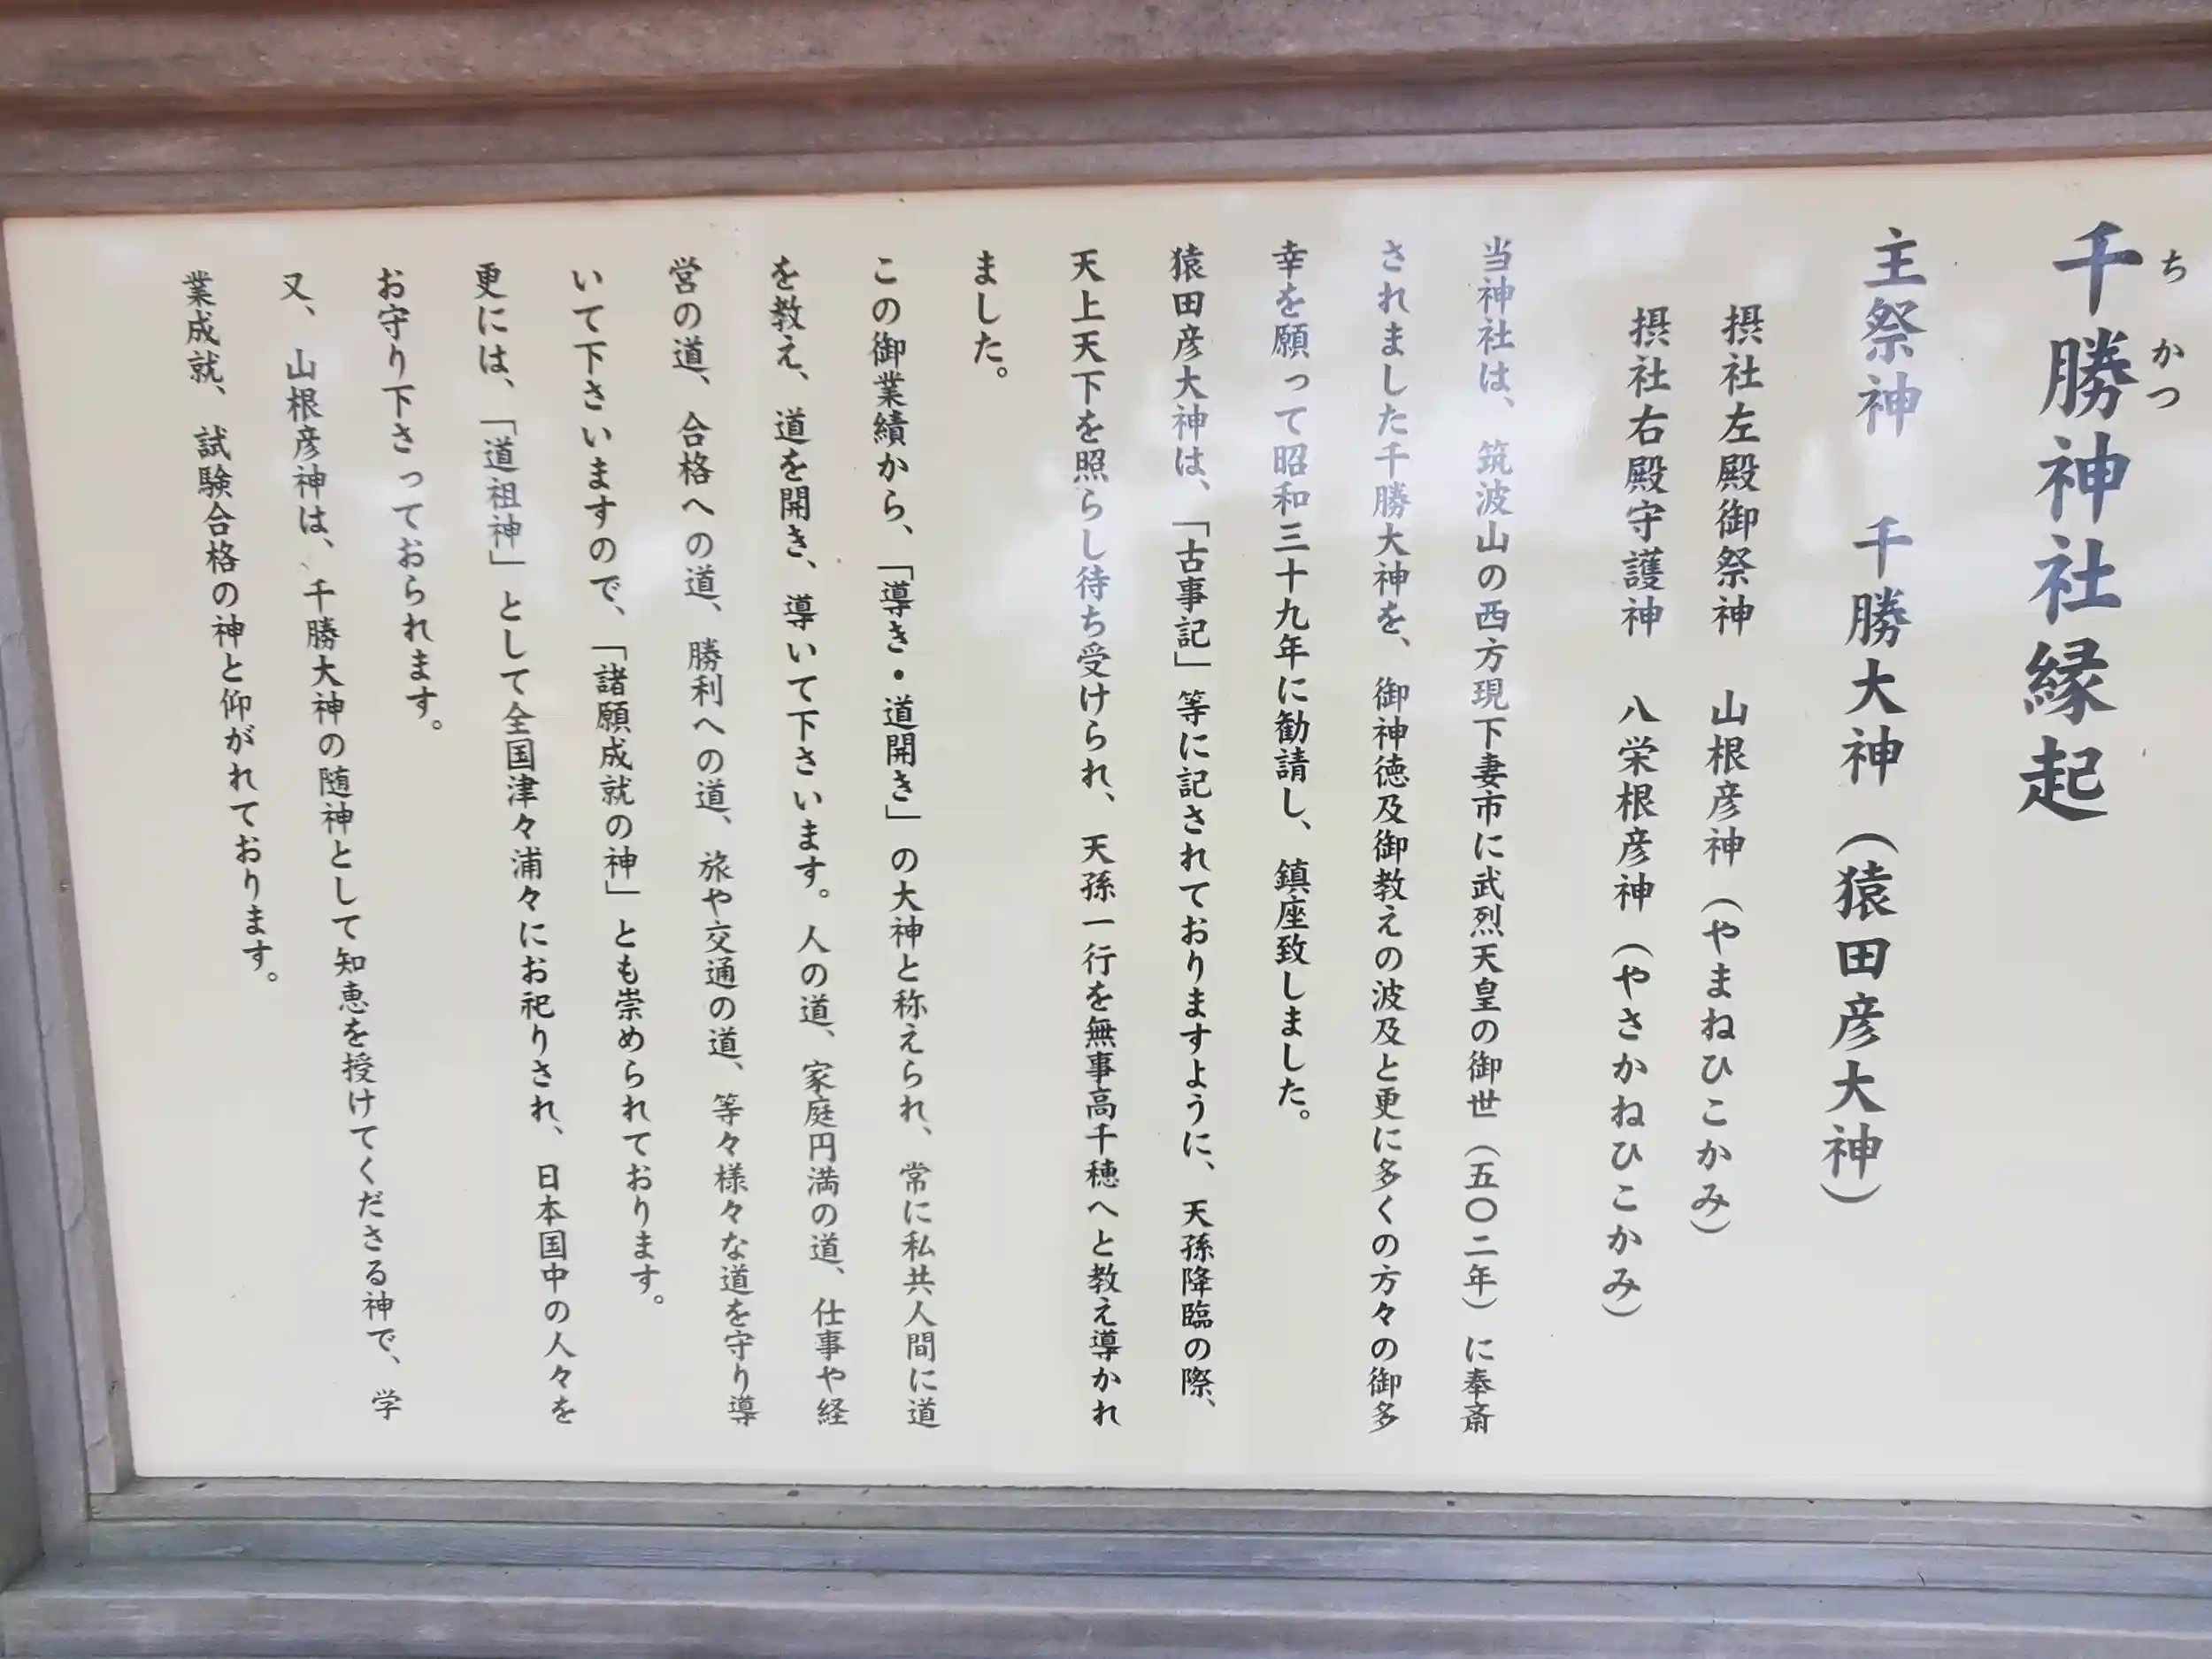 千勝神社縁起
ちかつ
主祭神　千勝大神（猿田彦大神）
摂社左殿御祭神　山根彦神（やまねひこかみ）
摂社右殿守護神　八栄根彦神（やさかねひこかみ）
当神社は、筑波山の西方現下妻市に武烈天皇の御世（五〇二年）に奉斎
されました千勝大神を、御神徳及御教えの波及と更に多くの方々の御多
幸を願って昭和三十九年に勧請し、鎮座致しました。
猿田彦大神は、「古事記」等に記されておりますように、天孫降臨の際、
天上天下を照らし待ち受けられ、天孫一行を無事高千穂へと教え導かれ
ました。
この御業績から、「導き・道開き」の大神と称えられ、常に私共人間に道
を教え、道を開き、導いて下さいます。人の道、家庭円満の道、仕事や経
営の道、合格への道、勝利への道、旅や交通の道、等々様々な道を守り導
いて下さいますので、「諸願成就の神」とも崇められております。
更には、「道祖神」として全国津々浦々にお祀りされ、日本国中の人々を
お守り下さっておられます。
又、山根彦神は、千勝大神の随神として知恵を授けてくださる神で、学
業成就、試験合格の神と仰がれております。